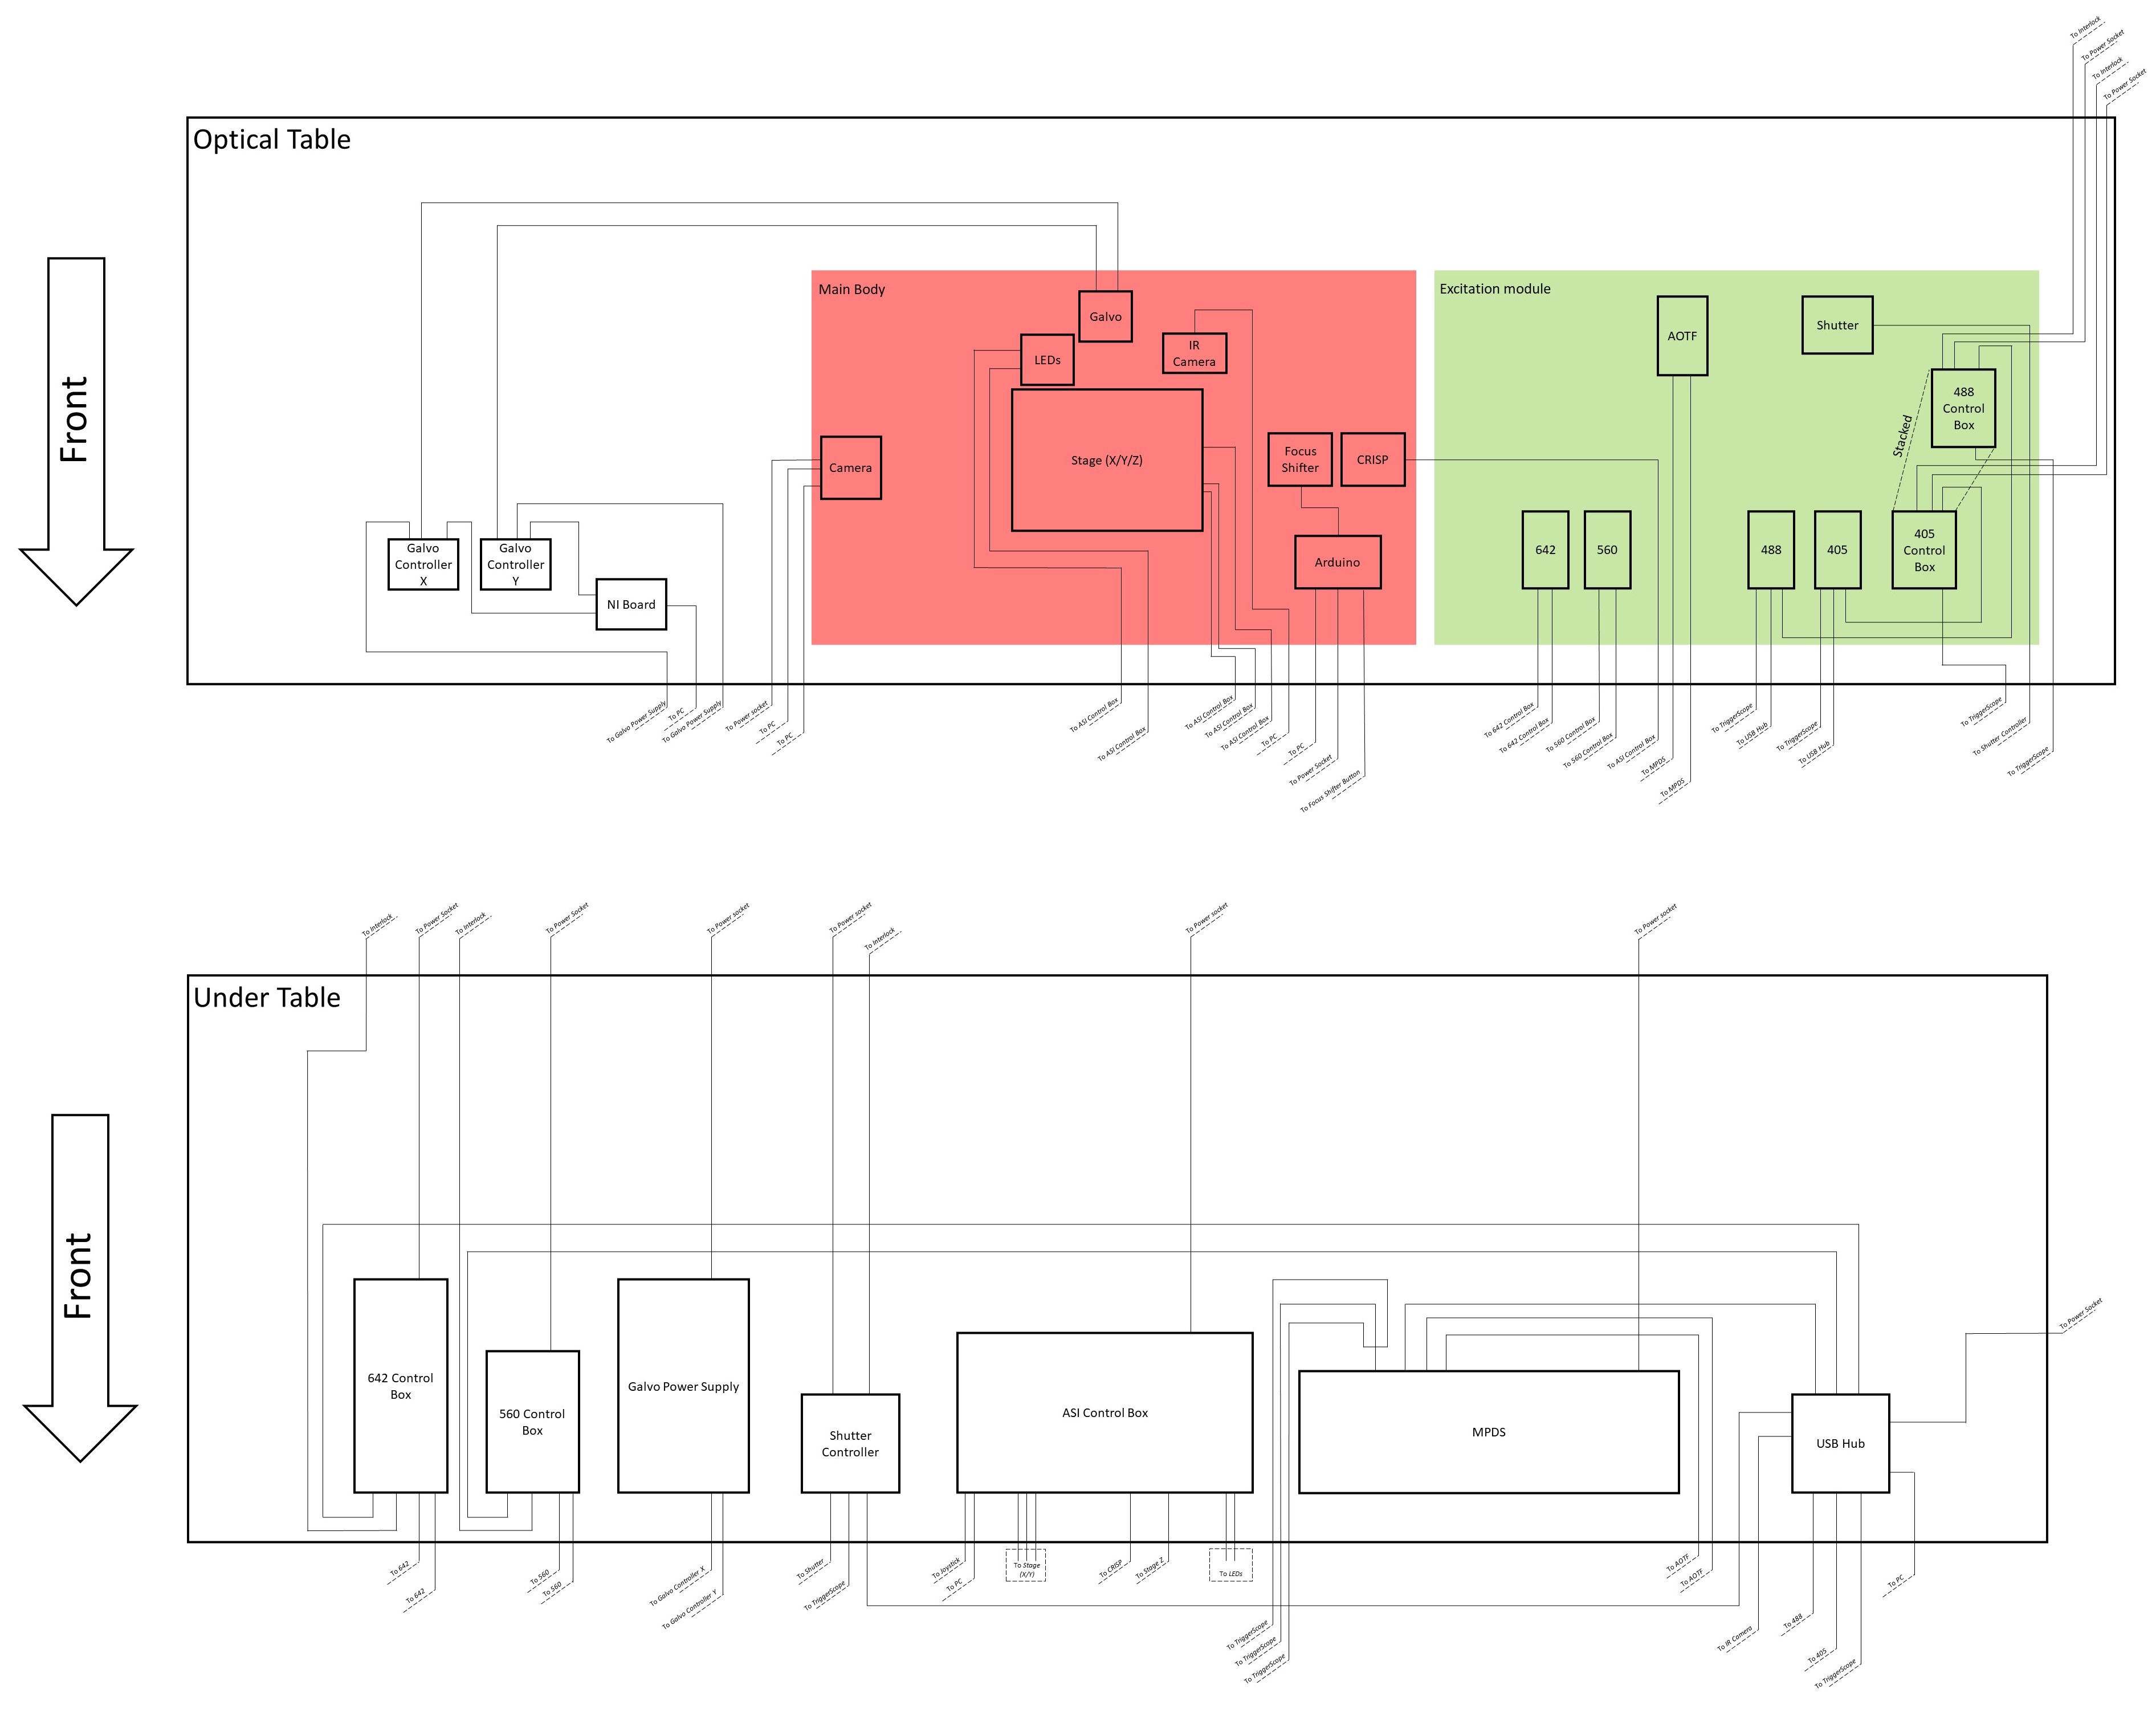 To Interlock
To Power Socket
To Interlock
To Power Socket
Optical Table
Front
Main Body
Galvo
LEDs
IR
Camera
Camera
Stage (X/Y/Z)
Focus
Shifter
CRISP
Arduino
Galvo
Controller
X
Galvo
Controller
Y
NI Board
Excitation module
AOTF
Shutter
488
Control
Box
Stacked
642
560
488
405
405
Control
Box
To Galvo Power Supply
To PC
To Galvo Power Supply
To Power socket
To PC
To PC
To ASI Control Box
To ASI Control Box
To ASI Control Box
To ASI Control Box
To ASI Control Box
To PC
To PC
To Power Socket
To Focus Shifter Button
To 642 Control Box
To 642 Control Box
To 560 Control Box
To 560 Control Box
To ASI Control Box
To MPDS
To MPDS
To TriggerScope
To USB Hub
To TriggerScope
To USB Hub
To TriggerScope
To Shutter Controller
To TriggerScope
To Interlock
To Power Socket
To Interlock
To Power Socket
To Power socket
To Power socket
To Interlock
To Power socket
To Power socket
Under Table
Front
To Power Socket
642 Control
Box
560 Control
Box
Galvo Power Supply
Shutter
Controller
ASI Control Box
MPDS
USB Hub
To 642
To 642
To 560
To 560
To Galvo Controller X
To Galvo Controller Y
To Shutter
To TriggerScope
To Joystick
To PC
To Stage
(X/Y)
To CRISP
To Stage Z
To LEDs
To TriggerScope
To TriggerScope
To TriggerScope
To AOTF
To AOTF
To IR Camera
To 488
To 405
To TriggerScope
To PC